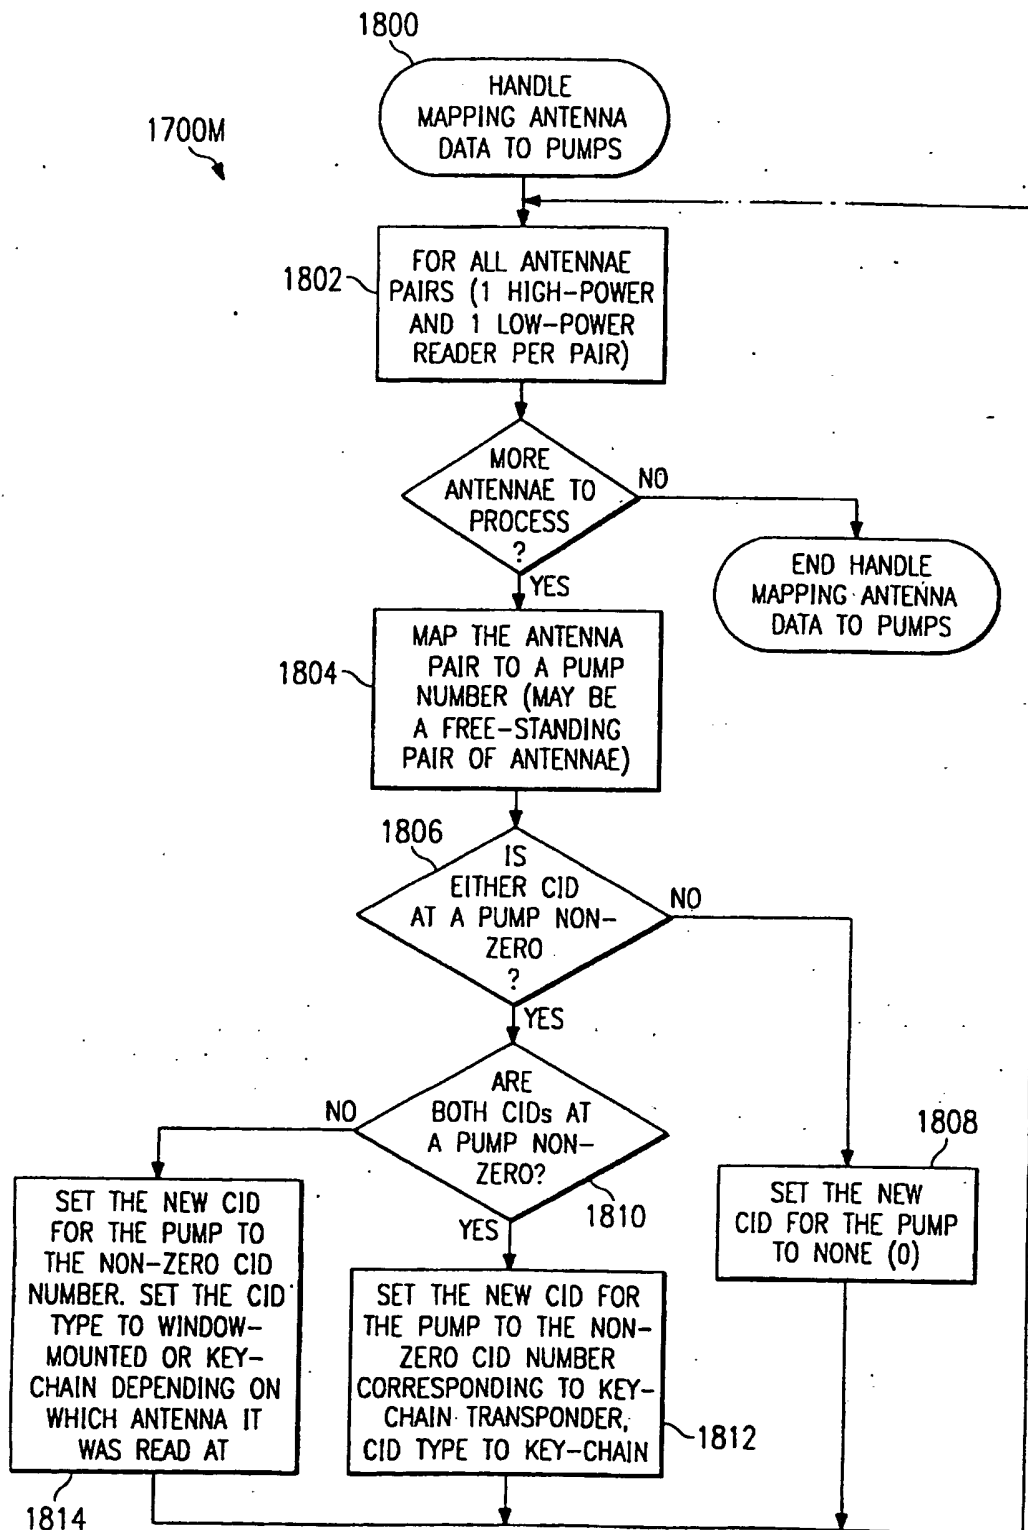 1800
HANDLE
MAPPING ANTENNA
DATA TO PUMPS
1700M
1802
FOR ALL ANTENNAE
PAIRS (1 HIGH-POWER
AND 1 LOW-POWER
READER PER PAIR)
MORE
ANTENNAE TO
PROCESS
?
NO
YES
END HANDLE
MAPPING ANTENNA
DATA TO PUMPS
1804
MAP THE ANTENNA
PAIR TO A PUMP
NUMBER (MAY BE
A FREE-STANDING
PAIR OF ANTENNAE)
1806
IS
EITHER CID
AT A PUMP NON-
ZERO
?
NO
YES
ARE
BOTH CIDs AT
A PUMP NON-
ZERO?
NO
YES
1810
1808
SET THE NEW
CID FOR THE PUMP
TO NONE (0)
SET THE NEW CID
FOR THE PUMP TO
THE NON-ZERO CID
NUMBER. SET THE CID
TYPE TO WINDOW-
MOUNTED OR KEY-
CHAIN DEPENDING ON
WHICH ANTENNA IT
WAS READ AT
1814
SET THE NEW CID FOR
THE PUMP TO THE NON-
ZERO CID NUMBER
CORRESPONDING TO KEY-
CHAIN TRANSPONDER,
CID TYPE TO KEY-CHAIN
1812